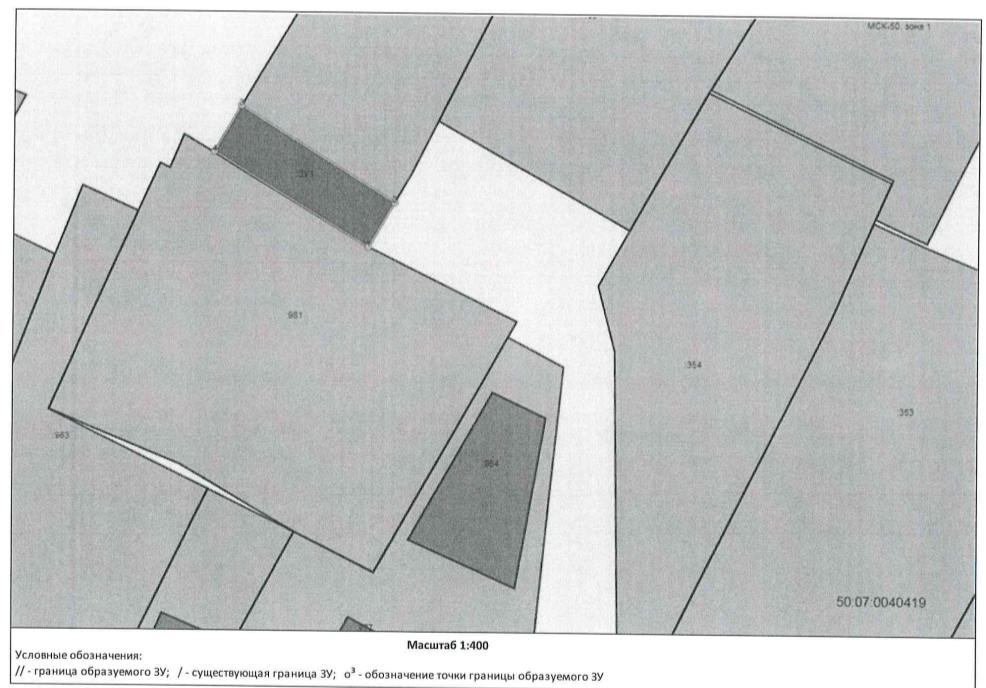 МСК-50, зона 1
:ЗУ1
:981
:354
:353
:983
:984
50:07:0040419
Масштаб 1:400
Условные обозначения:
// - граница образуемого ЗУ; / - существующая граница ЗУ; o³ - обозначение точки границы образуемого ЗУ